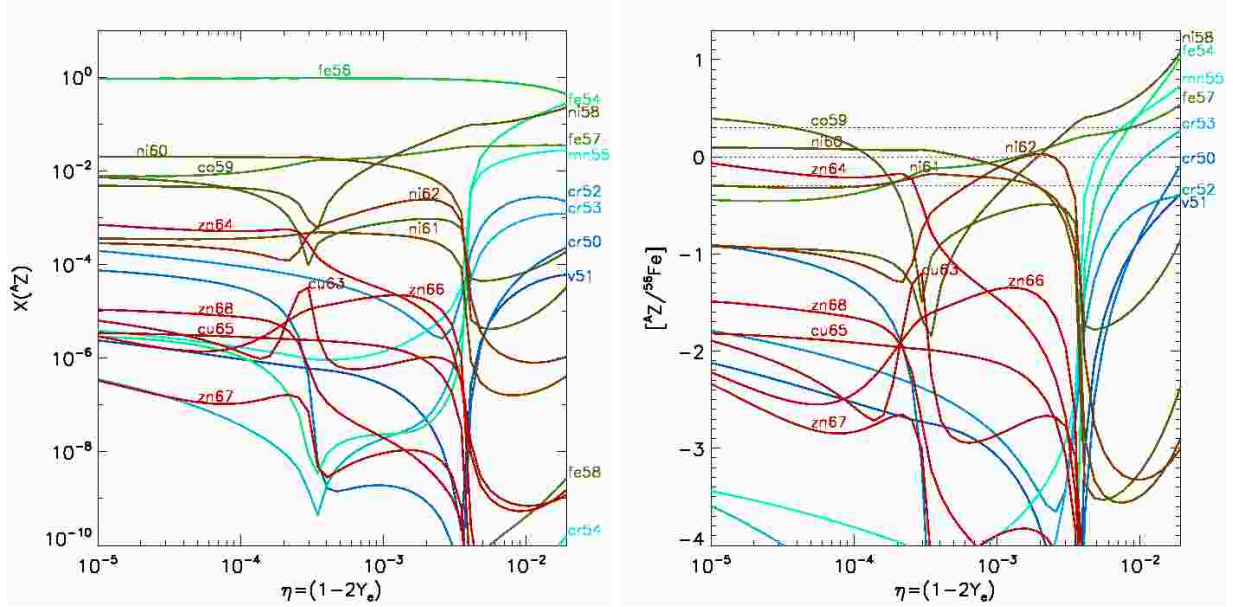 10⁰
10⁻²
10⁻⁴
10⁻⁶
10⁻⁸
10⁻¹⁰
X(ᴬZ)
10⁻⁵
10⁻⁴
10⁻³
10⁻²
η=(1−2Yₑ)
fe56
ni60
co59
ni62
ni61
zn64
cu63
zn66
zn68
cu65
zn67
fe54
ni58
fe57
mn55
cr52
cr53
cr50
v51
fe58
cr54
1
0
−1
−2
−3
−4
[ᴬZ/⁵⁶Fe]
10⁻⁵
10⁻⁴
10⁻³
10⁻²
η=(1−2Yₑ)
co59
ni60
ni62
zn64
ni61
cu63
zn66
zn68
cu65
zn67
ni58
fe54
mn55
fe57
cr53
cr50
cr52
v51